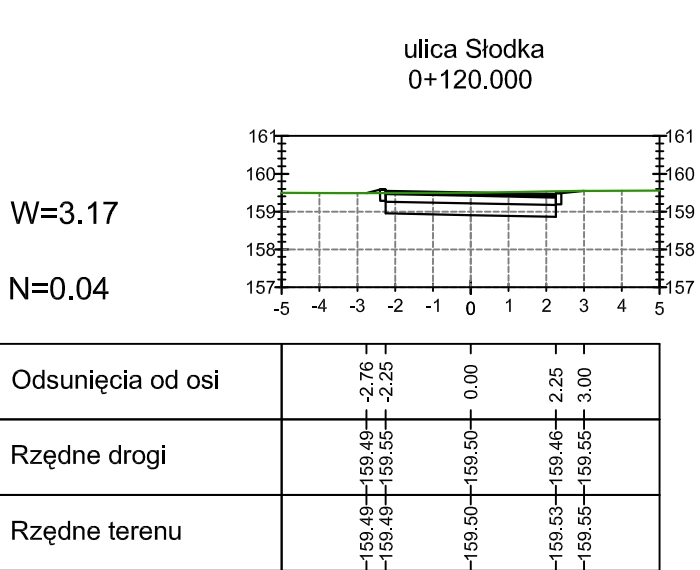 ulica Słodka
0+120.000
161 161
160 160
W=3.17
159 159
158 158
N=0.04
157 157
-5 -4 -3 -2 -1 0 1 2 3 4 5
Odsunięcia od osi -2.76 -2.25 0.00 2.25 3.00
Rzędne drogi 159.49 159.55 159.50 159.46 159.55
Rzędne terenu 159.49 159.49 159.50 159.53 159.55